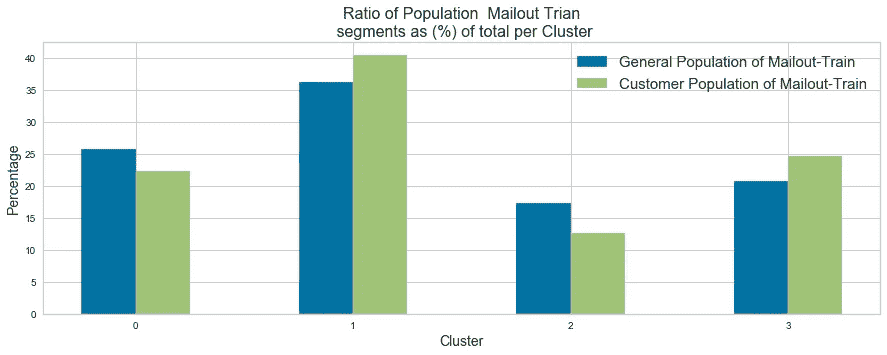 Ratio of Population  Mailout Trian
segments as (%) of total per Cluster
General Population of Mailout-Train
Customer Population of Mailout-Train
Percentage
40
35
30
25
20
15
10
5
0
0
1
2
3
Cluster